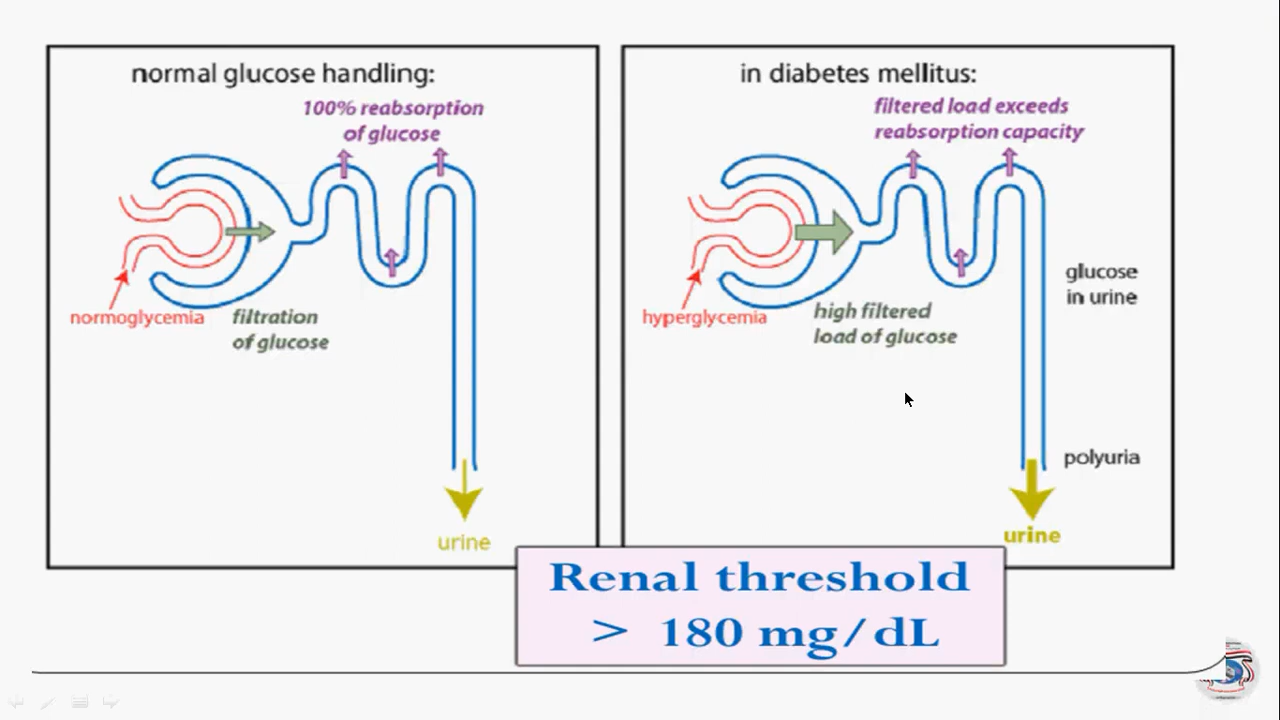 normal glucose handling:
100% reabsorption
of glucose
normoglycemia
filtration
of glucose
urine
in diabetes mellitus:
filtered load exceeds
reabsorption capacity
hyperglycemia
high filtered
load of glucose
glucose
in urine
polyuria
urine
Renal threshold
> 180 mg/dL